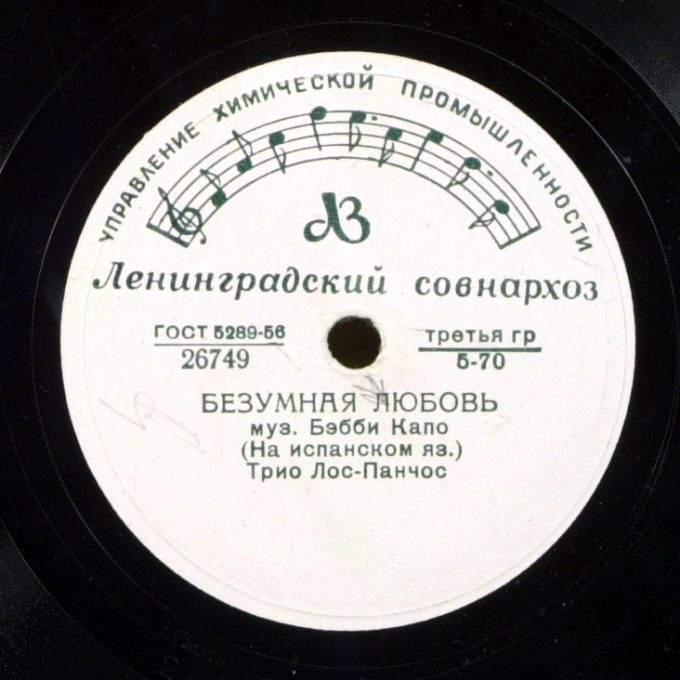 УПРАВЛЕНИЕ ХИМИЧЕСКОЙ ПРОМЫШЛЕННОСТИ
ЛЗ
Ленинградский совнархоз
ГОСТ 5289-56
26749
третья гр
5-70
БЕЗУМНАЯ ЛЮБОВЬ
муз. Бэбби Капо
(На испанском яз.)
Трио Лос-Панчос